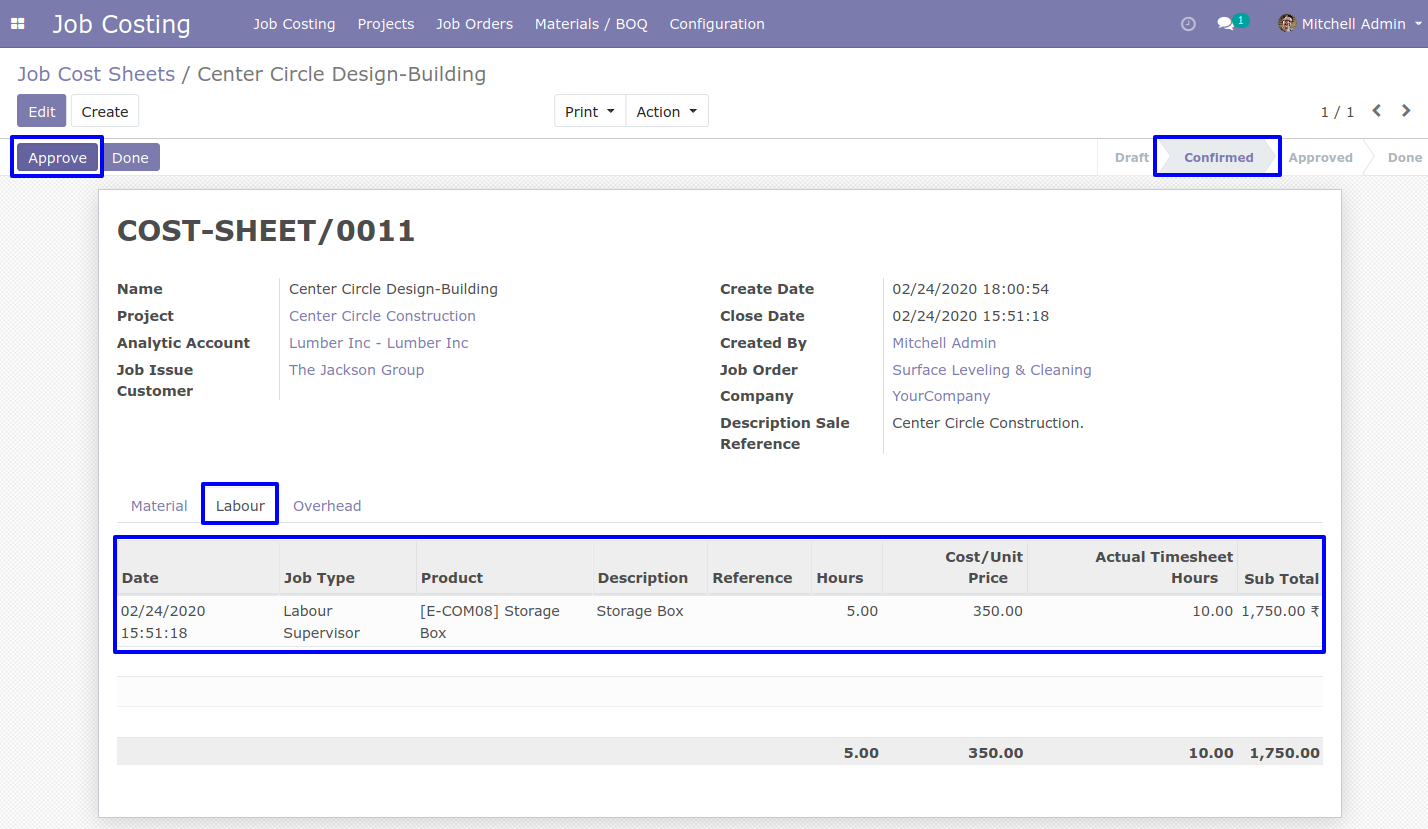 Job Costing Job Costing Projects Job Orders Materials / BOQ Configuration 1 Mitchell Admin
Job Cost Sheets / Center Circle Design-Building
Edit Create Print Action 1 / 1
Approve Done Draft Confirmed Approved Done
COST-SHEET/0011
Name Center Circle Design-Building
Project Center Circle Construction
Analytic Account Lumber Inc - Lumber Inc
Job Issue The Jackson Group
Customer
Create Date 02/24/2020 18:00:54
Close Date 02/24/2020 15:51:18
Created By Mitchell Admin
Job Order Surface Leveling & Cleaning
Company YourCompany
Description Sale Center Circle Construction.
Reference
Material Labour Overhead
Cost/Unit Actual Timesheet
Date Job Type Product Description Reference Hours Price Hours Sub Total
02/24/2020 Labour [E-COM08] Storage Storage Box 5.00 350.00 10.00 1,750.00 ₹
15:51:18 Supervisor Box
5.00 350.00 10.00 1,750.00